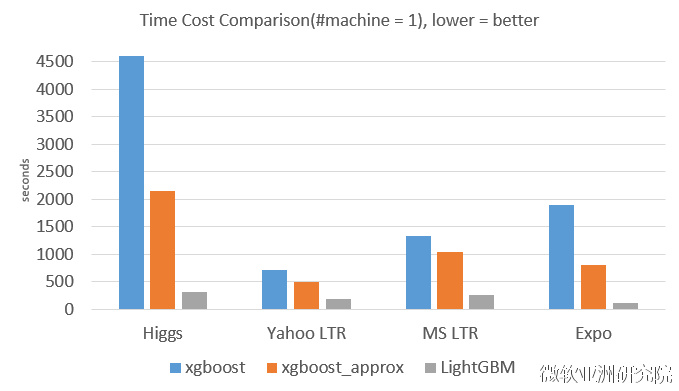 Time Cost Comparison(#machine = 1), lower = better
seconds
4500
4000
3500
3000
2500
2000
1500
1000
500
0
Higgs Yahoo LTR MS LTR Expo
xgboost xgboost_approx LightGBM
微软亚洲研究院